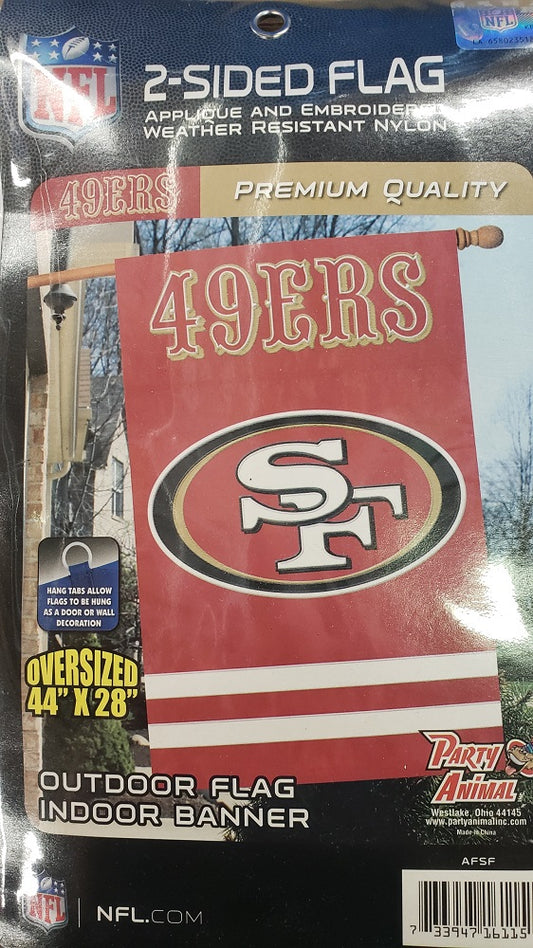 NFL
NFL
2-SIDED FLAG
APPLIQUE AND EMBROIDERED
WEATHER RESISTANT NYLON
49ERS
PREMIUM QUALITY
49ERS
SF
HANG TABS ALLOW
FLAGS TO BE HUNG
AS A DOOR OR WALL
DECORATION
OVERSIZED
44" X 28"
OUTDOOR FLAG
INDOOR BANNER
PARTY
ANIMAL
Westlake, Ohio 44145
www.partyanimalinc.com
Made in China
AFSF
NFL
NFL.COM
7 33947 16115